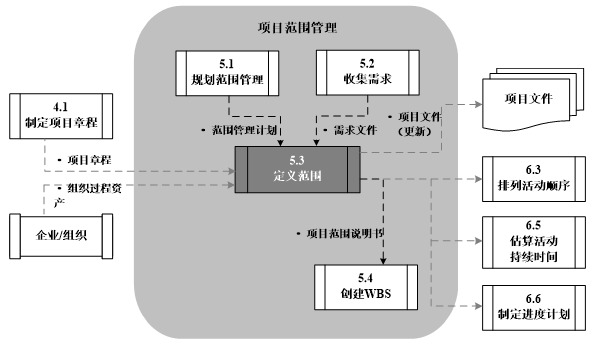 项目范围管理
5.1
规划范围管理
5.2
收集需求
4.1
制定项目章程
项目文件
• 范围管理计划
• 需求文件
• 项目文件
（更新）
• 项目章程
5.3
定义范围
6.3
排列活动顺序
• 组织过程资
产
企业/组织
• 项目范围说明书
6.5
估算活动
持续时间
5.4
创建WBS
6.6
制定进度计划